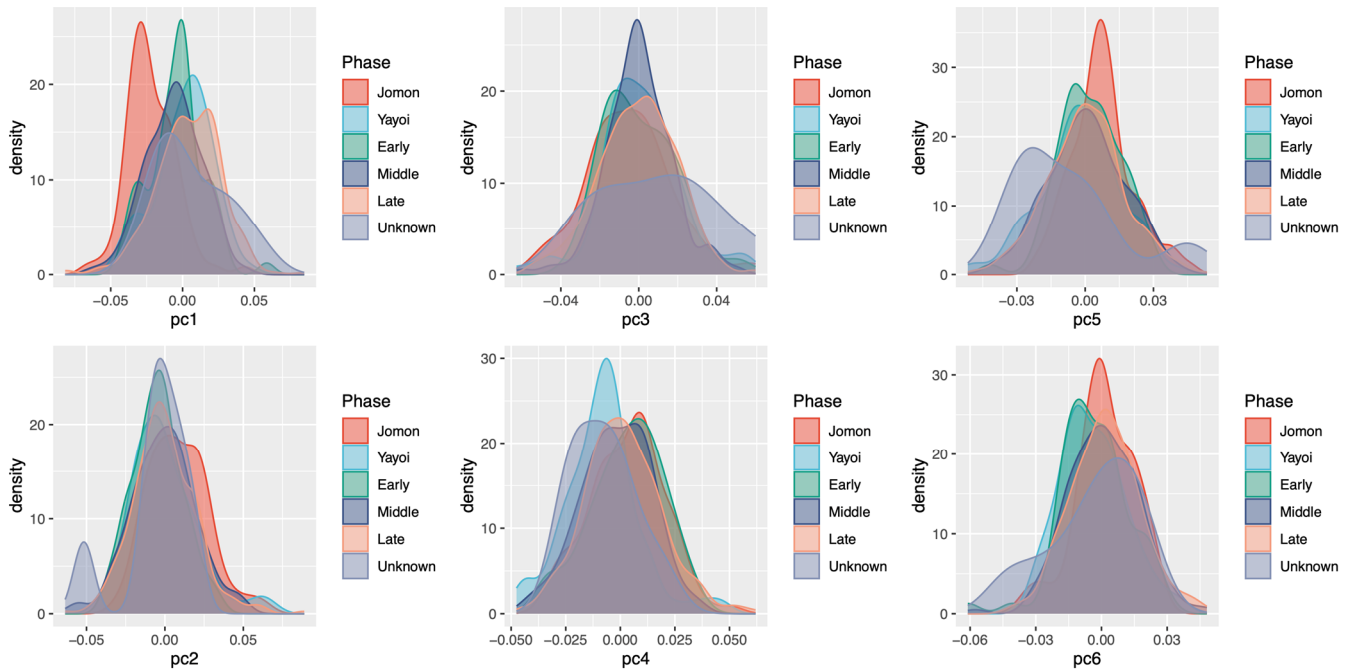 density
20
10
0
−0.05
0.00
0.05
pc1
Phase
Jomon
Yayoi
Early
Middle
Late
Unknown
density
20
10
0
−0.04
0.00
0.04
pc3
Phase
Jomon
Yayoi
Early
Middle
Late
Unknown
density
30
20
10
0
−0.03
0.00
0.03
pc5
Phase
Jomon
Yayoi
Early
Middle
Late
Unknown
density
20
10
0
−0.05
0.00
0.05
pc2
Phase
Jomon
Yayoi
Early
Middle
Late
Unknown
density
30
20
10
0
−0.050
−0.025
0.000
0.025
0.050
pc4
Phase
Jomon
Yayoi
Early
Middle
Late
Unknown
density
30
20
10
0
−0.06
−0.03
0.00
0.03
pc6
Phase
Jomon
Yayoi
Early
Middle
Late
Unknown